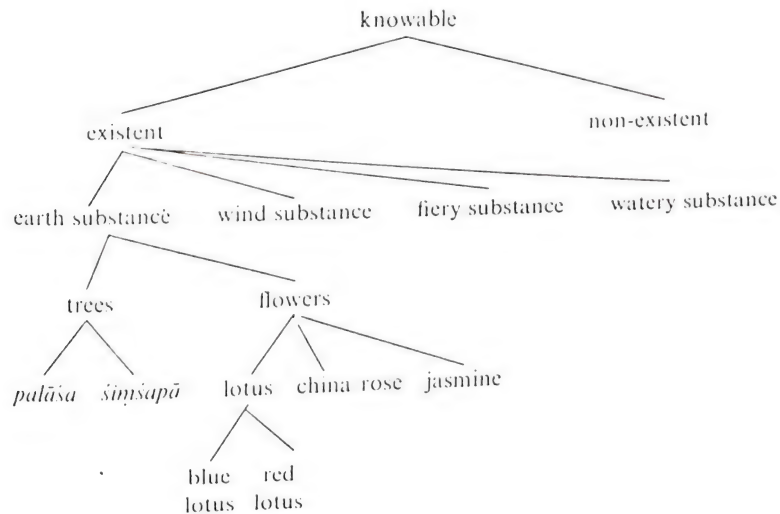 knowable
existent
non-existent
earth substance
wind substance
fiery substance
watery substance
trees
flowers
palāśa
śiṃśapā
lotus
china rose
jasmine
blue
lotus
red
lotus